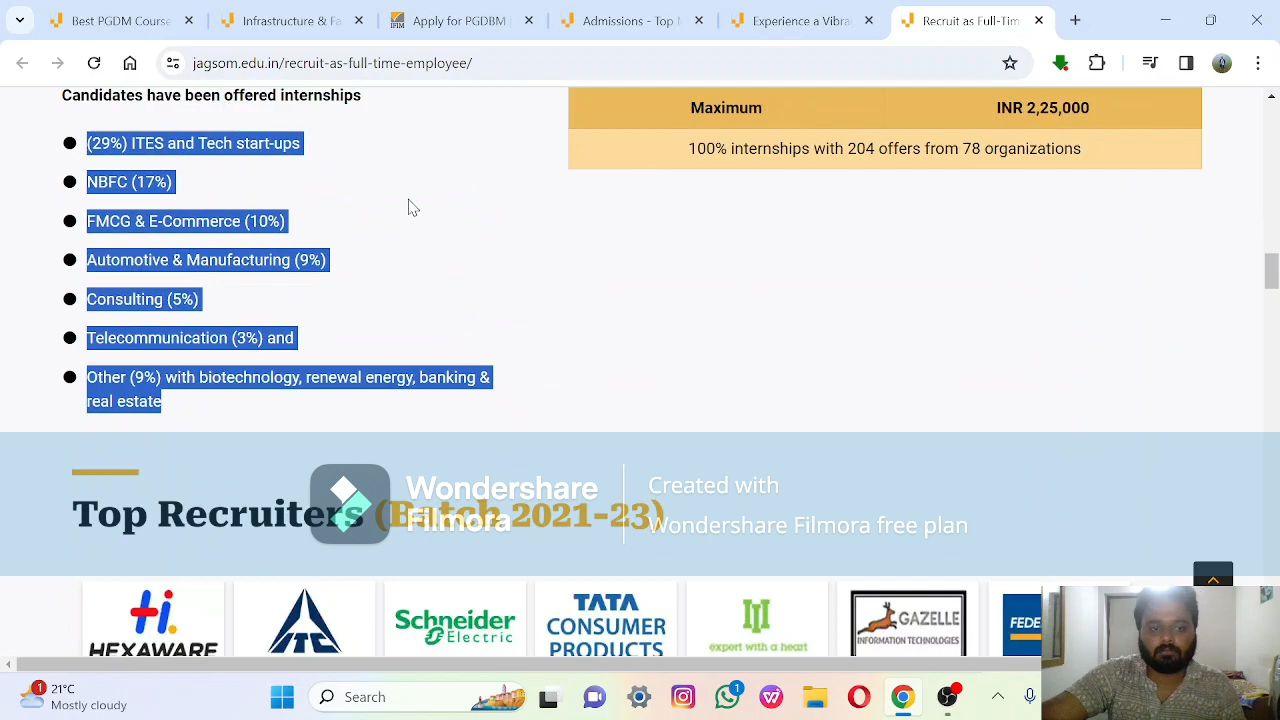 Best PGDM Course
Infrastructure & Fa
Apply for PGDBM
Admissions - Top M
Experience a Vibra
Recruit as Full-Tim
jagsom.edu.in/recruit-as-full-time-employee/
Candidates have been offered internships
(29%) ITES and Tech start-ups
NBFC (17%)
FMCG & E-Commerce (10%)
Automotive & Manufacturing (9%)
Consulting (5%)
Telecommunication (3%) and
Other (9%) with biotechnology, renewal energy, banking &
real estate
Maximum INR 2,25,000
100% internships with 204 offers from 78 organizations
Top Recruiters (Batch 2021-23)
Wondershare
Filmora
Created with
Wondershare Filmora free plan
HEXAWARE
ITC
Schneider
Electric
TATA
CONSUMER
PRODUCTS
expert with a heart
GAZELLE
INFORMATION TECHNOLOGIES
FEDE
1
21°C
Mostly cloudy
Search
1